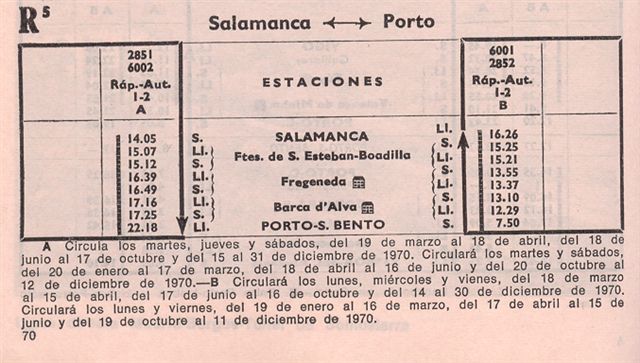 R5 Salamanca ⟷ Porto
2851 6001
6002 2852
Ráp.-Aut. ESTACIONES Ráp.-Aut.
1-2 1-2
A B
14.05 S. SALAMANCA Ll. 16.26
15.07 Ll. Ftes. de S. Esteban-Boadilla S. 15.25
15.12 S. Ll. 15.21
16.39 Ll. Fregeneda S. 13.55
16.49 S. Ll. 13.37
17.16 Ll. Barca d'Alva S. 13.10
17.25 S. Ll. 12.29
22.18 Ll. PORTO-S. BENTO S. 7.50
A Circula los martes, jueves y sábados, del 19 de marzo al 18 de abril, del 18 de
junio al 17 de octubre y del 15 al 31 de diciembre de 1970. Circulará los martes y sábados,
del 20 de enero al 17 de marzo, del 18 de abril al 16 de junio y del 20 de octubre al
12 de diciembre de 1970.—B Circulará los lunes, miércoles y vienes, del 18 de marzo
al 15 de abril, del 17 de junio al 16 de octubre y del 14 al 30 de diciembre de 1970.
Circulará los lunes y viernes, del 19 de enero al 16 de marzo, del 17 de abril al 15 de
junio y del 19 de octubre al 11 de diciembre de 1970.
70